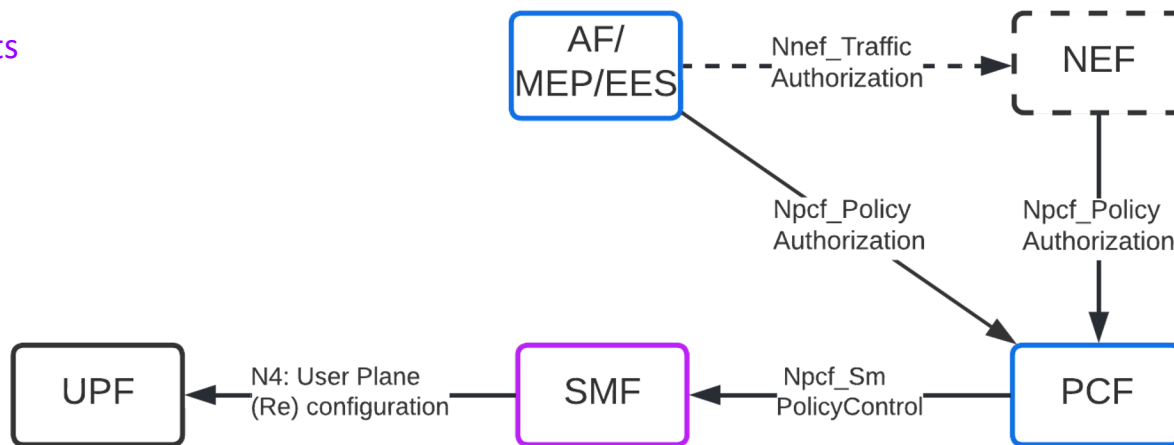 ts
AF/
MEP/EES
Nnef_Traffic
Authorization
NEF
Npcf_Policy
Authorization
Npcf_Policy
Authorization
UPF
N4: User Plane
(Re) configuration
SMF
Npcf_Sm
PolicyControl
PCF